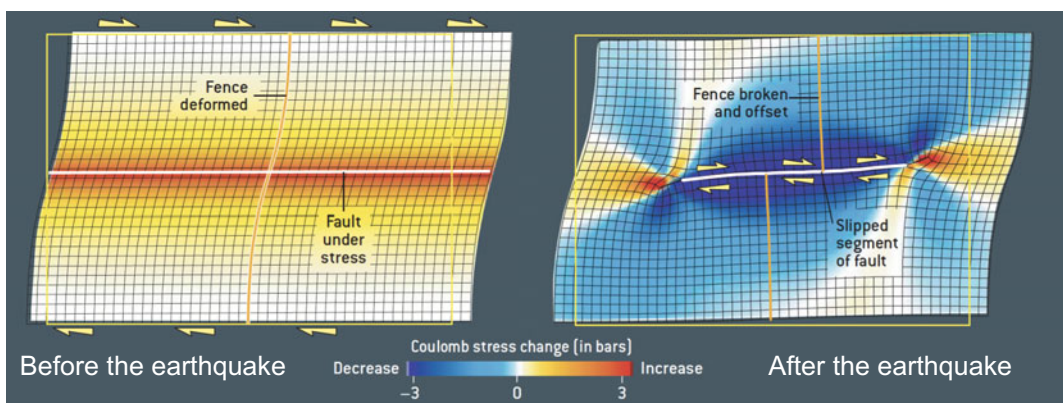 Fence
deformed
Fault
under
stress
Before the earthquake
Fence broken
and offset
Slipped
segment
of fault
After the earthquake
Coulomb stress change (in bars)
Decrease
Increase
−3
0
3